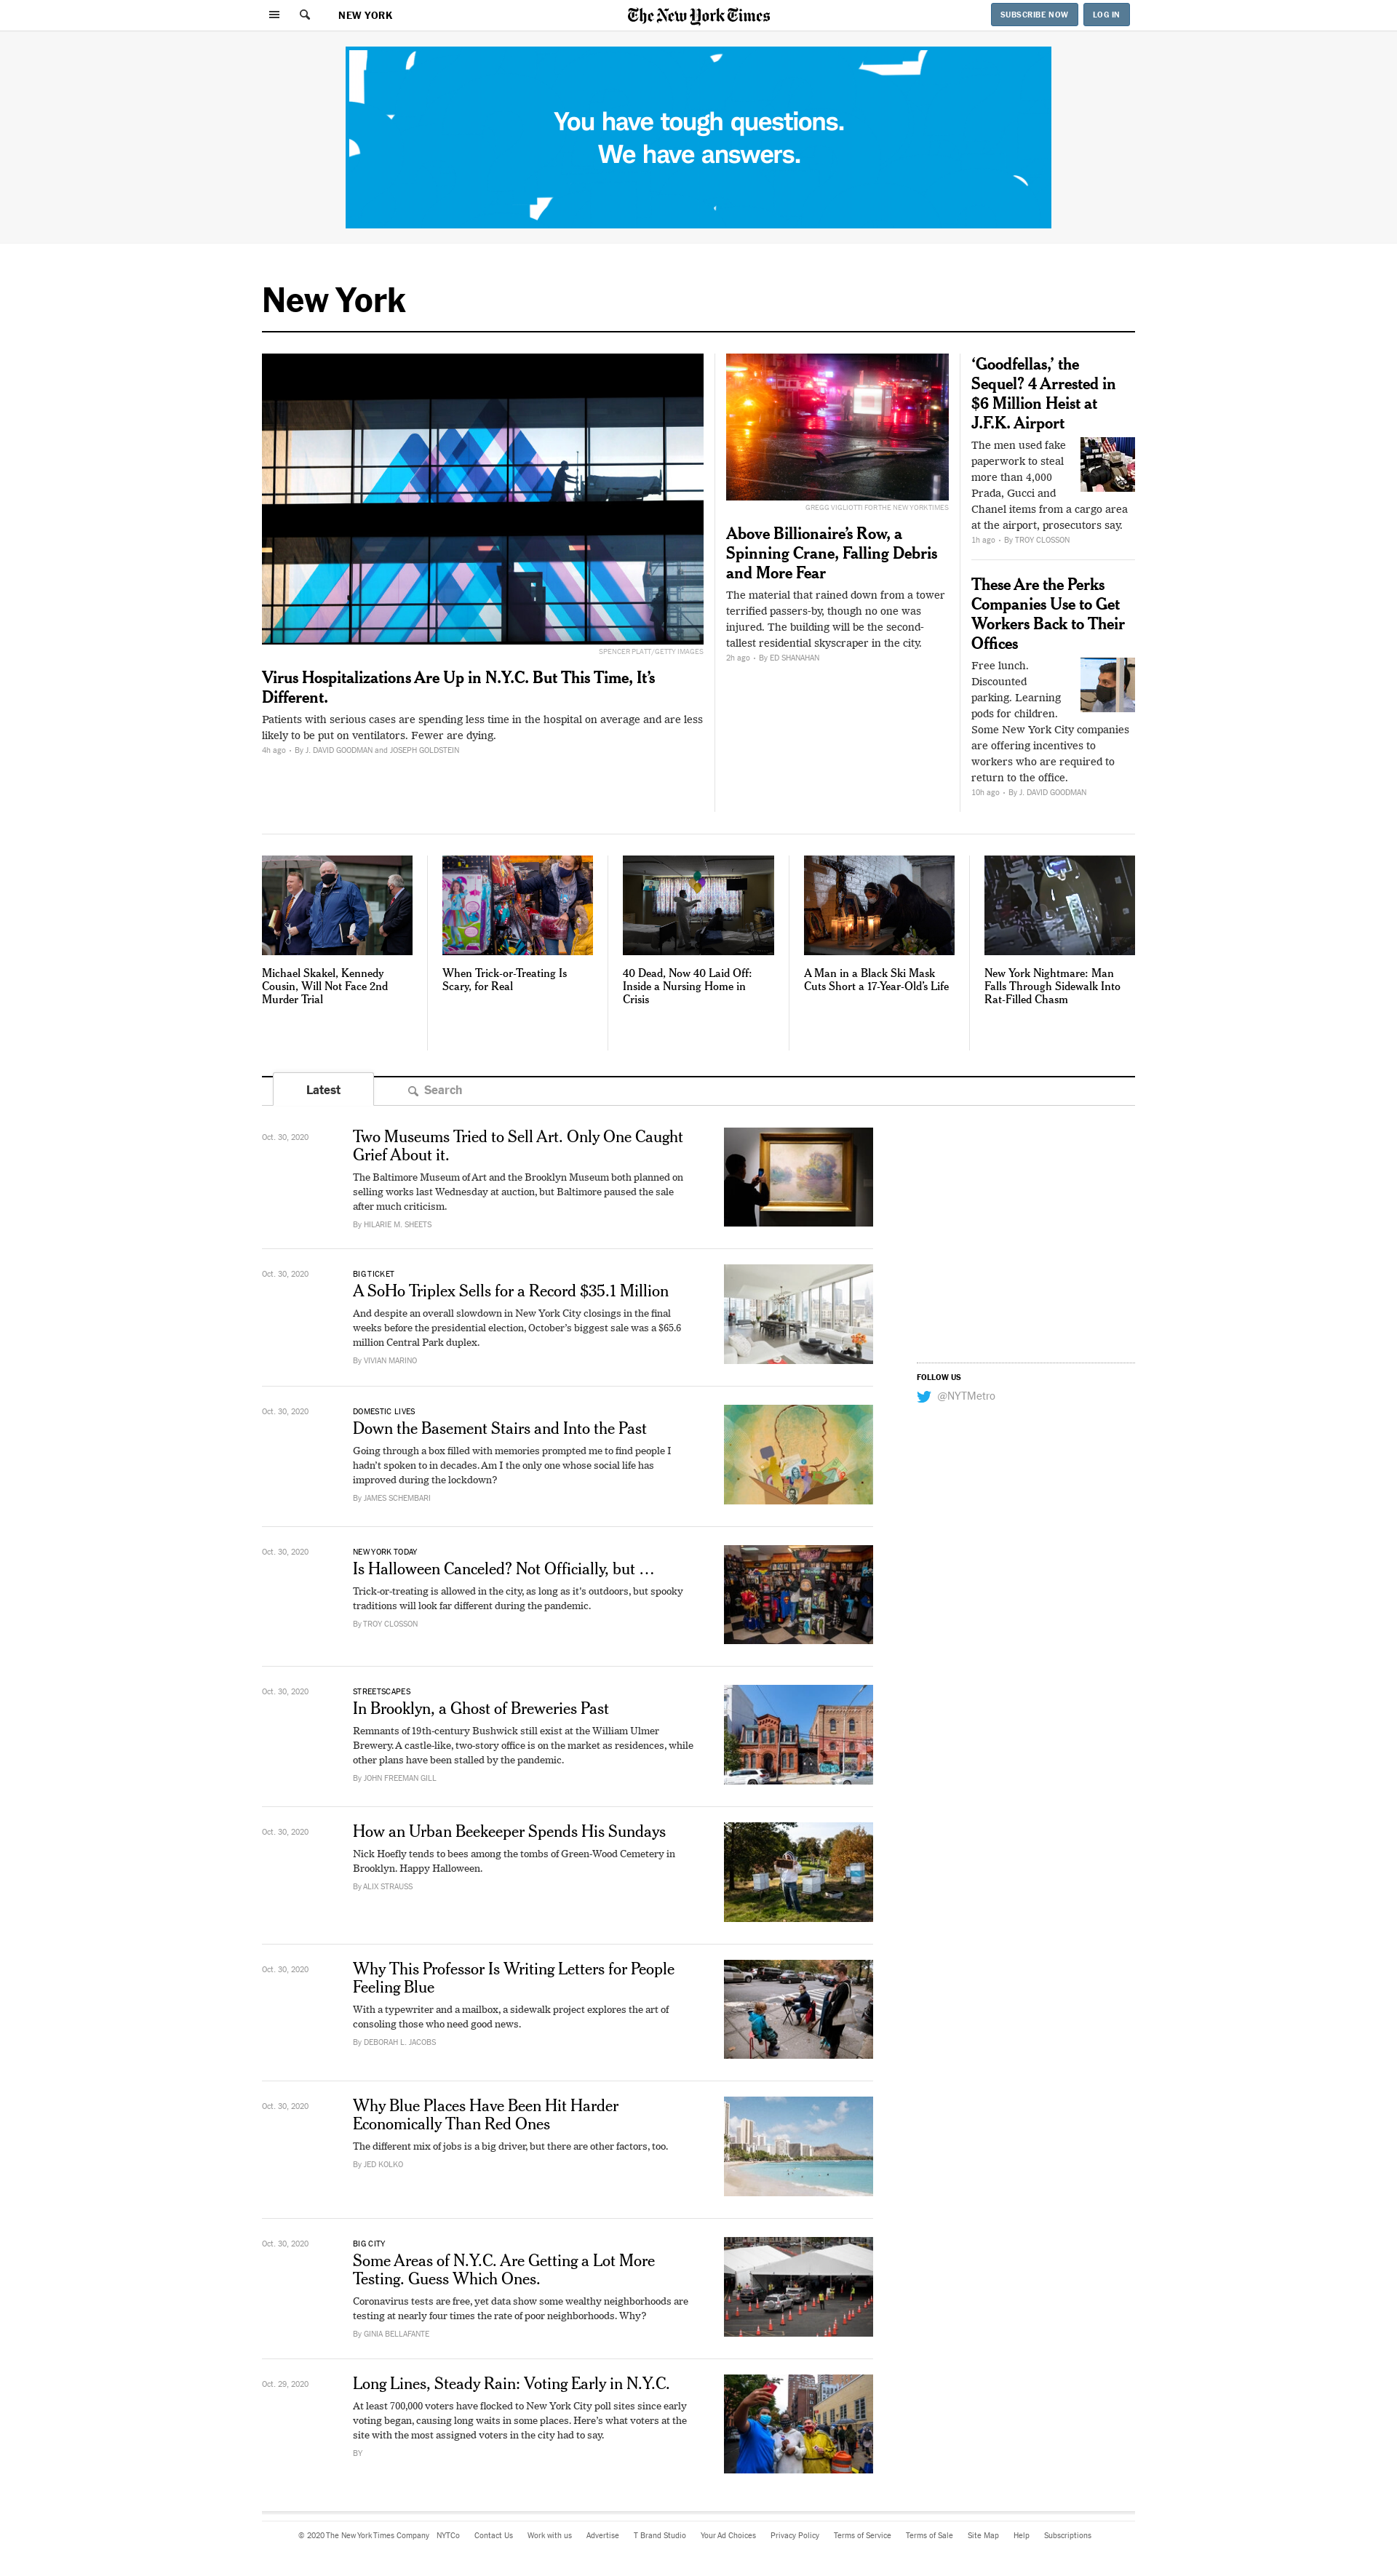 NEW YORK
The New York Times
SUBSCRIBE NOW
LOG IN
You have tough questions.
We have answers.
New York
SPENCER PLATT/GETTY IMAGES
Virus Hospitalizations Are Up in N.Y.C. But This Time, It’s
Different.
Patients with serious cases are spending less time in the hospital on average and are less
likely to be put on ventilators. Fewer are dying.
4h ago • By J. DAVID GOODMAN and JOSEPH GOLDSTEIN
GREGG VIGLIOTTI FOR THE NEW YORK TIMES
Above Billionaire’s Row, a
Spinning Crane, Falling Debris
and More Fear
The material that rained down from a tower
terrified passers-by, though no one was
injured. The building will be the second-
tallest residential skyscraper in the city.
2h ago • By ED SHANAHAN
‘Goodfellas,’ the
Sequel? 4 Arrested in
$6 Million Heist at
J.F.K. Airport
The men used fake
paperwork to steal
more than 4,000
Prada, Gucci and
Chanel items from a cargo area
at the airport, prosecutors say.
1h ago • By TROY CLOSSON
These Are the Perks
Companies Use to Get
Workers Back to Their
Offices
Free lunch.
Discounted
parking. Learning
pods for children.
Some New York City companies
are offering incentives to
workers who are required to
return to the office.
10h ago • By J. DAVID GOODMAN
Michael Skakel, Kennedy
Cousin, Will Not Face 2nd
Murder Trial
When Trick-or-Treating Is
Scary, for Real
40 Dead, Now 40 Laid Off:
Inside a Nursing Home in
Crisis
A Man in a Black Ski Mask
Cuts Short a 17-Year-Old’s Life
New York Nightmare: Man
Falls Through Sidewalk Into
Rat-Filled Chasm
Latest
Search
Oct. 30, 2020
Two Museums Tried to Sell Art. Only One Caught
Grief About it.
The Baltimore Museum of Art and the Brooklyn Museum both planned on
selling works last Wednesday at auction, but Baltimore paused the sale
after much criticism.
By HILARIE M. SHEETS
Oct. 30, 2020
BIG TICKET
A SoHo Triplex Sells for a Record $35.1 Million
And despite an overall slowdown in New York City closings in the final
weeks before the presidential election, October’s biggest sale was a $65.6
million Central Park duplex.
By VIVIAN MARINO
FOLLOW US
@NYTMetro
Oct. 30, 2020
DOMESTIC LIVES
Down the Basement Stairs and Into the Past
Going through a box filled with memories prompted me to find people I
hadn’t spoken to in decades. Am I the only one whose social life has
improved during the lockdown?
By JAMES SCHEMBARI
Oct. 30, 2020
NEW YORK TODAY
Is Halloween Canceled? Not Officially, but …
Trick-or-treating is allowed in the city, as long as it’s outdoors, but spooky
traditions will look far different during the pandemic.
By TROY CLOSSON
Oct. 30, 2020
STREETSCAPES
In Brooklyn, a Ghost of Breweries Past
Remnants of 19th-century Bushwick still exist at the William Ulmer
Brewery. A castle-like, two-story office is on the market as residences, while
other plans have been stalled by the pandemic.
By JOHN FREEMAN GILL
Oct. 30, 2020
How an Urban Beekeeper Spends His Sundays
Nick Hoefly tends to bees among the tombs of Green-Wood Cemetery in
Brooklyn. Happy Halloween.
By ALIX STRAUSS
Oct. 30, 2020
Why This Professor Is Writing Letters for People
Feeling Blue
With a typewriter and a mailbox, a sidewalk project explores the art of
consoling those who need good news.
By DEBORAH L. JACOBS
Oct. 30, 2020
Why Blue Places Have Been Hit Harder
Economically Than Red Ones
The different mix of jobs is a big driver, but there are other factors, too.
By JED KOLKO
Oct. 30, 2020
BIG CITY
Some Areas of N.Y.C. Are Getting a Lot More
Testing. Guess Which Ones.
Coronavirus tests are free, yet data show some wealthy neighborhoods are
testing at nearly four times the rate of poor neighborhoods. Why?
By GINIA BELLAFANTE
Oct. 29, 2020
Long Lines, Steady Rain: Voting Early in N.Y.C.
At least 700,000 voters have flocked to New York City poll sites since early
voting began, causing long waits in some places. Here’s what voters at the
site with the most assigned voters in the city had to say.
BY
© 2020 The New York Times Company NYTCo Contact Us Work with us Advertise T Brand Studio Your Ad Choices Privacy Policy Terms of Service Terms of Sale Site Map Help Subscriptions